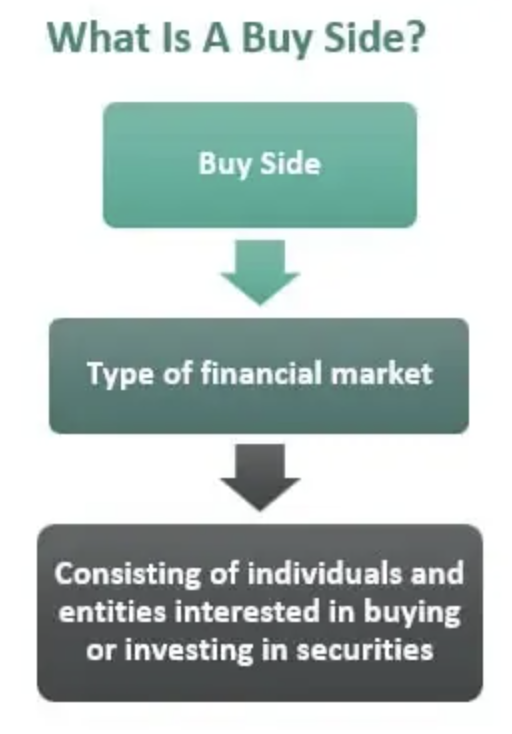 What Is A Buy Side?
Buy Side
Type of financial market
Consisting of individuals and
entities interested in buying
or investing in securities